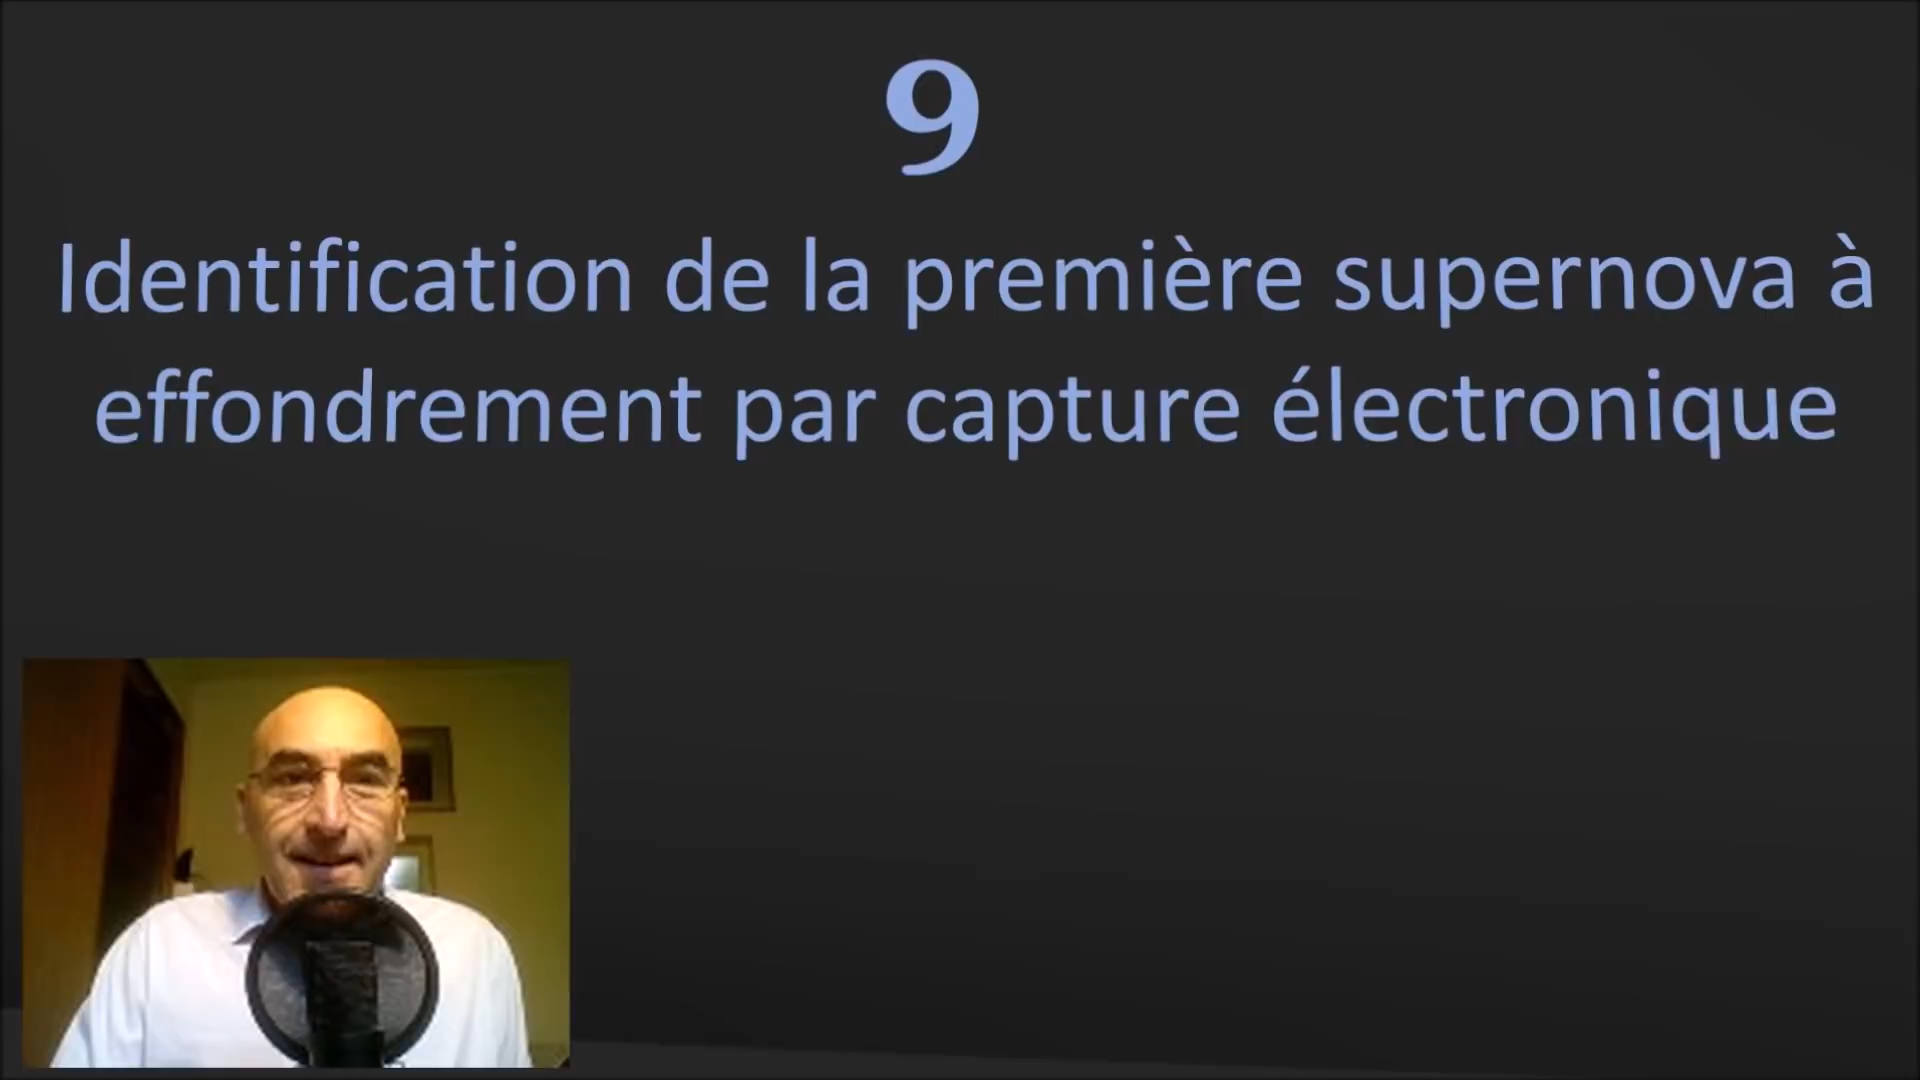 9
Identification de la première supernova à
effondrement par capture électronique